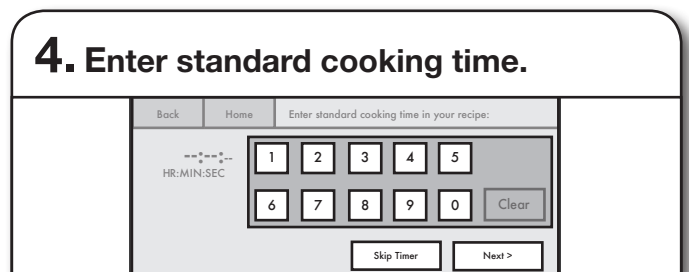 4. Enter standard cooking time.
Back Home Enter standard cooking time in your recipe:
--:--:--
HR:MIN:SEC
1 2 3 4 5
6 7 8 9 0 Clear
Skip Timer Next >